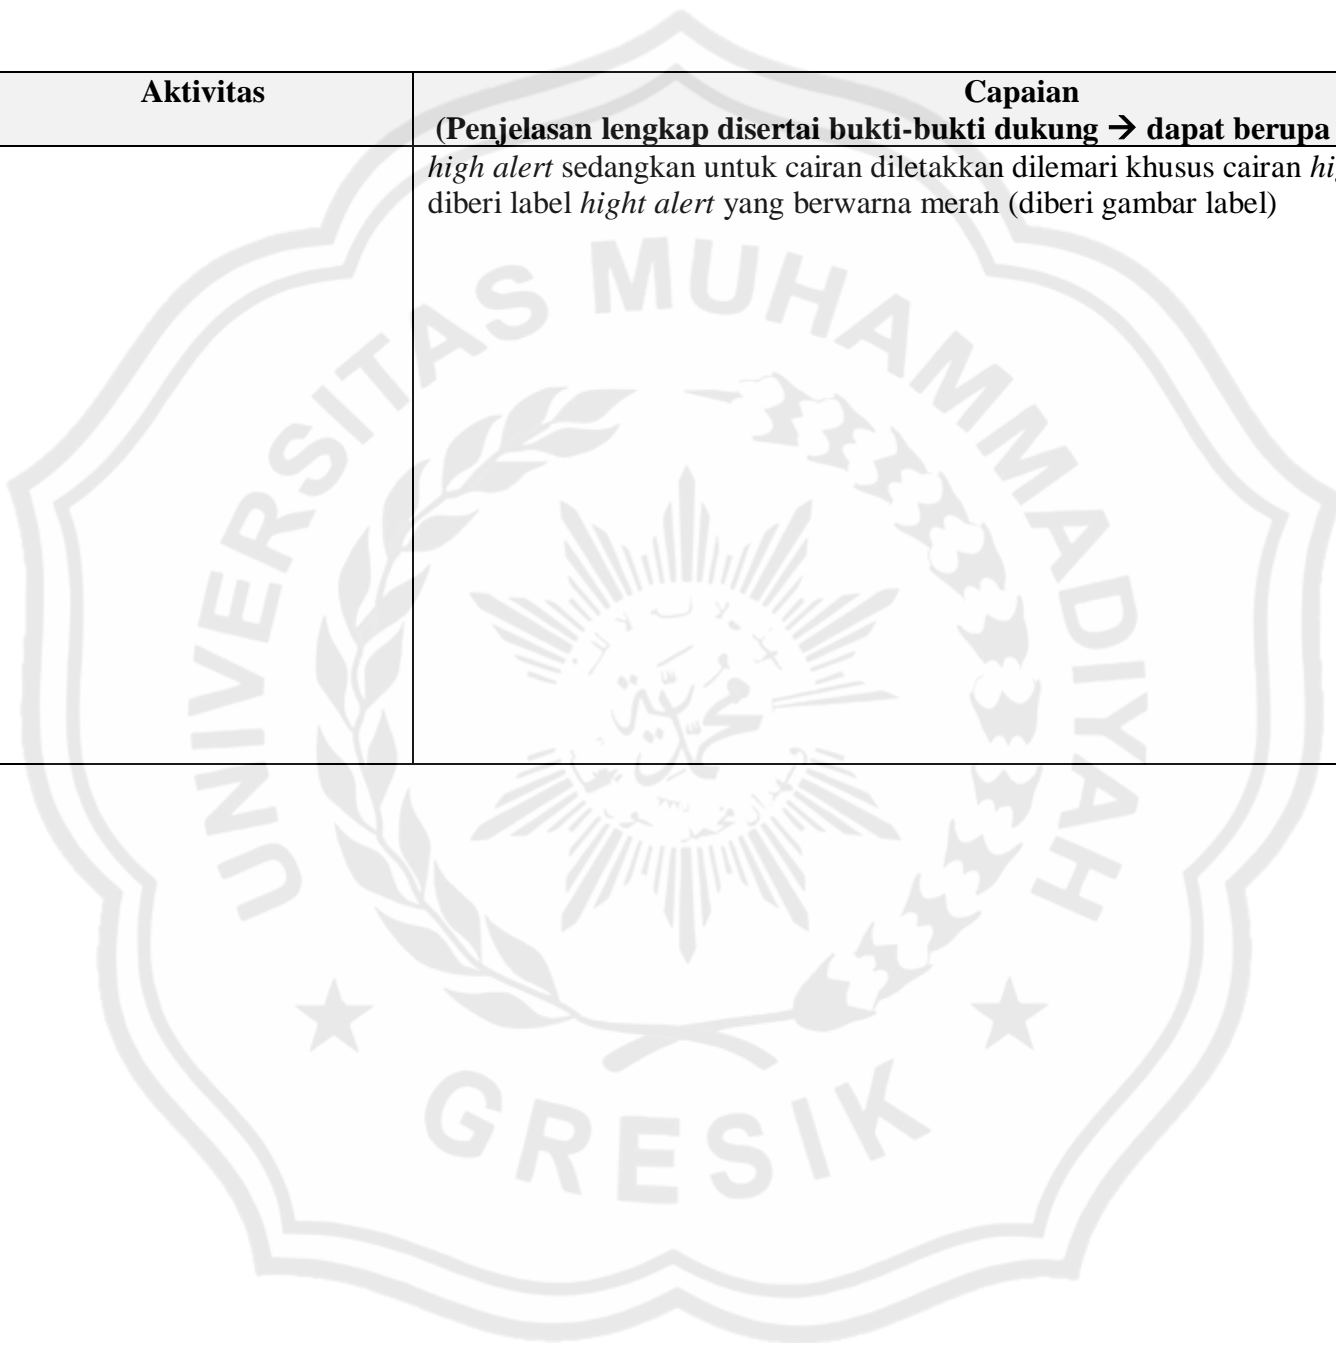 Aktivitas
Capaian
(Penjelasan lengkap disertai bukti-bukti dukung → dapat berupa
high alert sedangkan untuk cairan diletakkan dilemari khusus cairan
diberi label hight alert yang berwarna merah (diberi gambar label)
UNIVERSITAS MUHAMMADIYAH
GRESIK